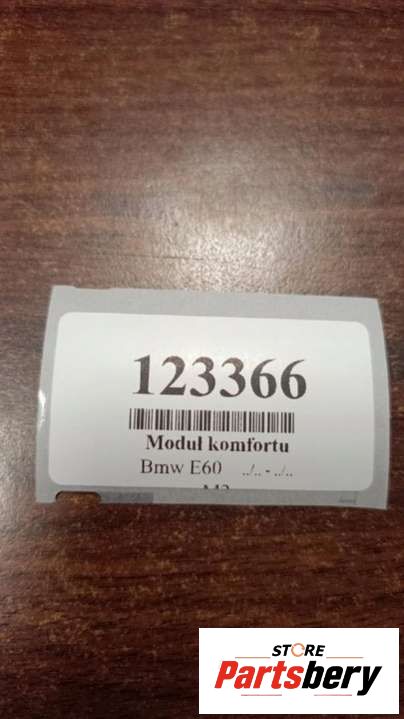 123366
Moduł komfortu
Bmw E60 ../.. - ../..
STORE
Partsbery